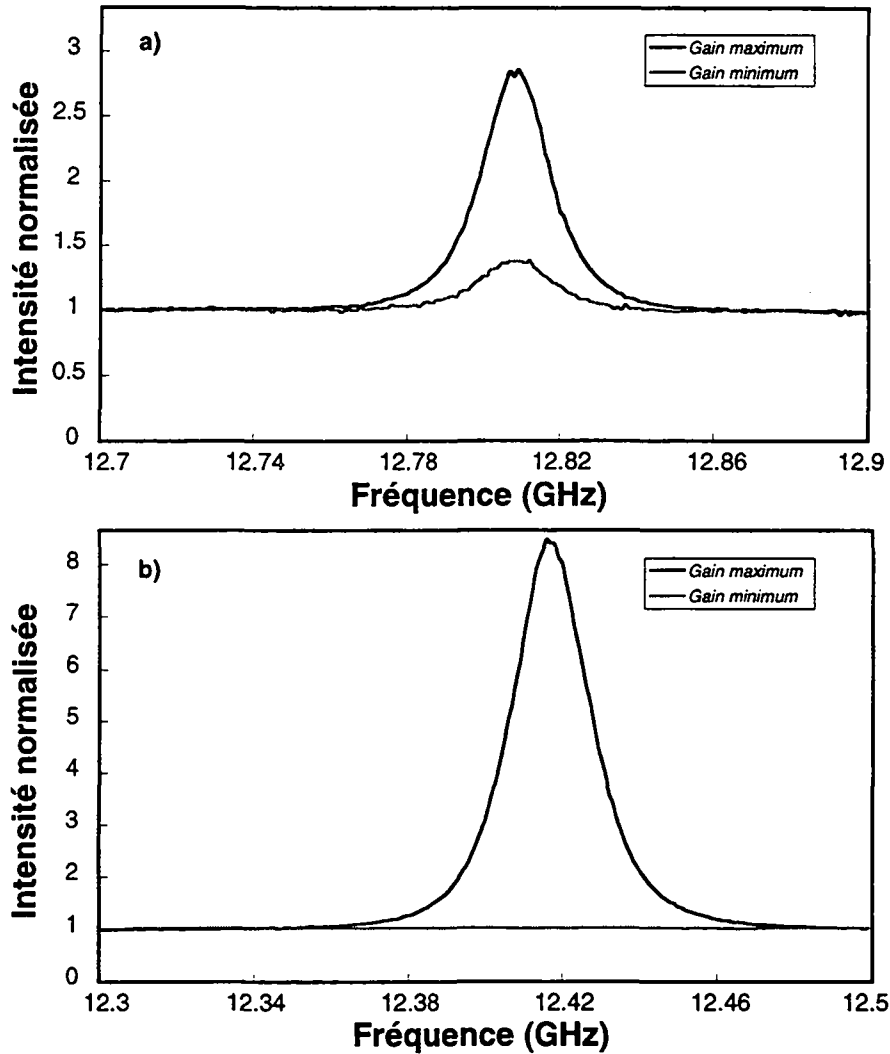 a)
Gain maximum
Gain minimum
Intensité normalisée
3
2.5
2
1.5
1
0.5
0
12.7 12.74 12.78 12.82 12.86 12.9
Fréquence (GHz)
b)
Gain maximum
Gain minimum
Intensité normalisée
8
7
6
5
4
3
2
1
0
12.3 12.34 12.38 12.42 12.46 12.5
Fréquence (GHz)